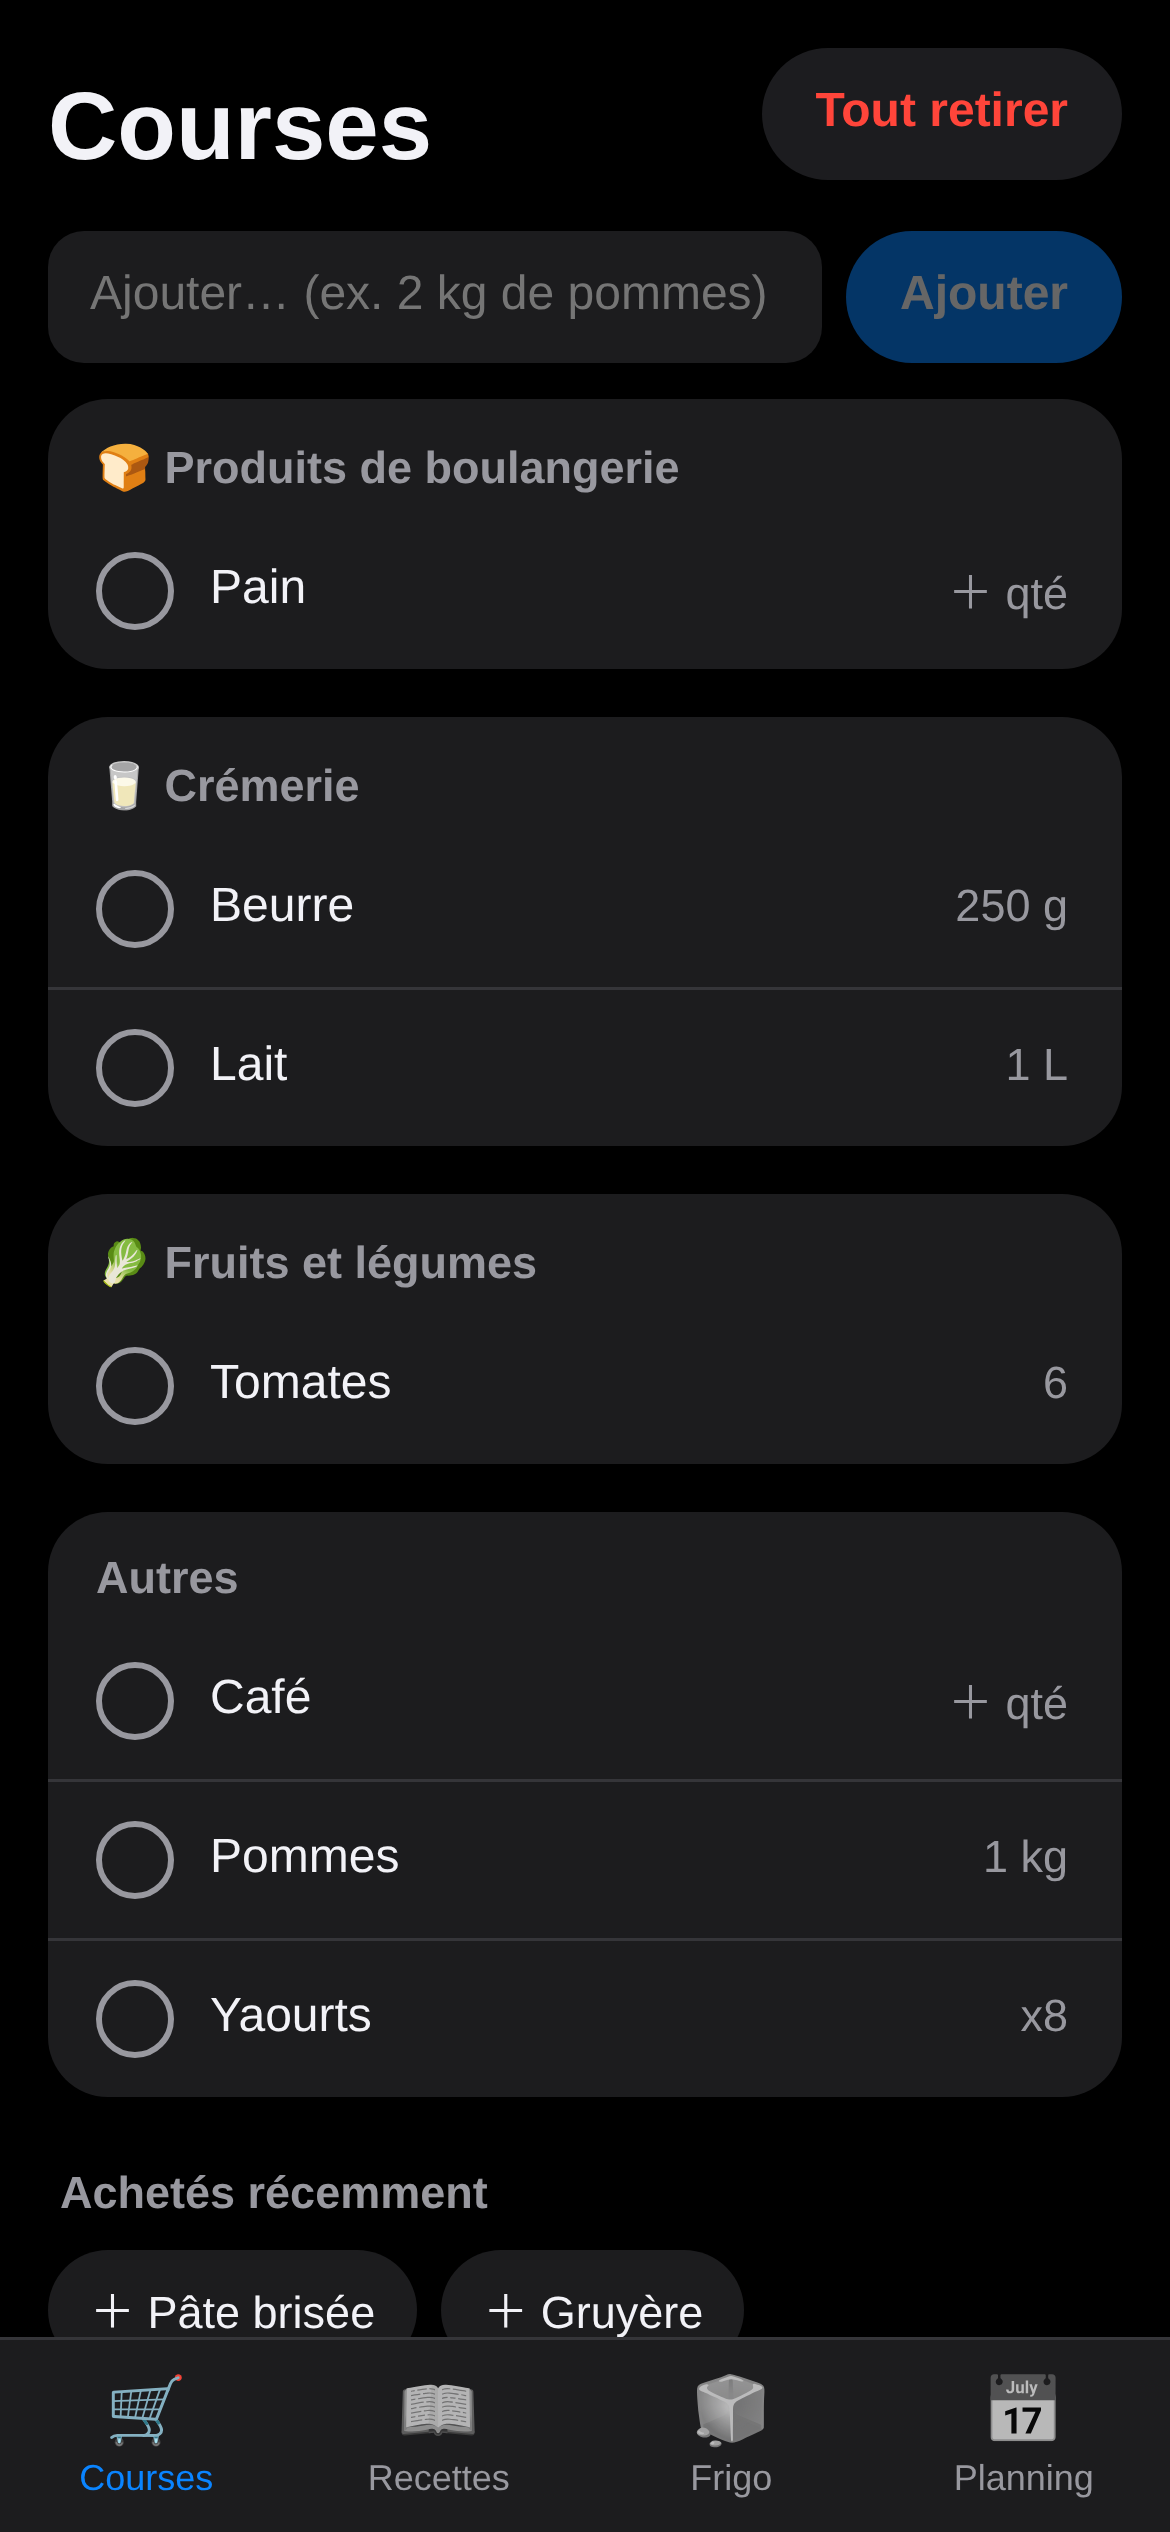 Courses
Tout retirer
Ajouter… (ex. 2 kg de pommes)
Ajouter
Produits de boulangerie
Pain
+ qté
Crémerie
Beurre
250 g
Lait
1 L
Fruits et légumes
Tomates
6
Autres
Café
+ qté
Pommes
1 kg
Yaourts
x8
Achetés récemment
+ Pâte brisée
+ Gruyère
July
17
Courses
Recettes
Frigo
Planning